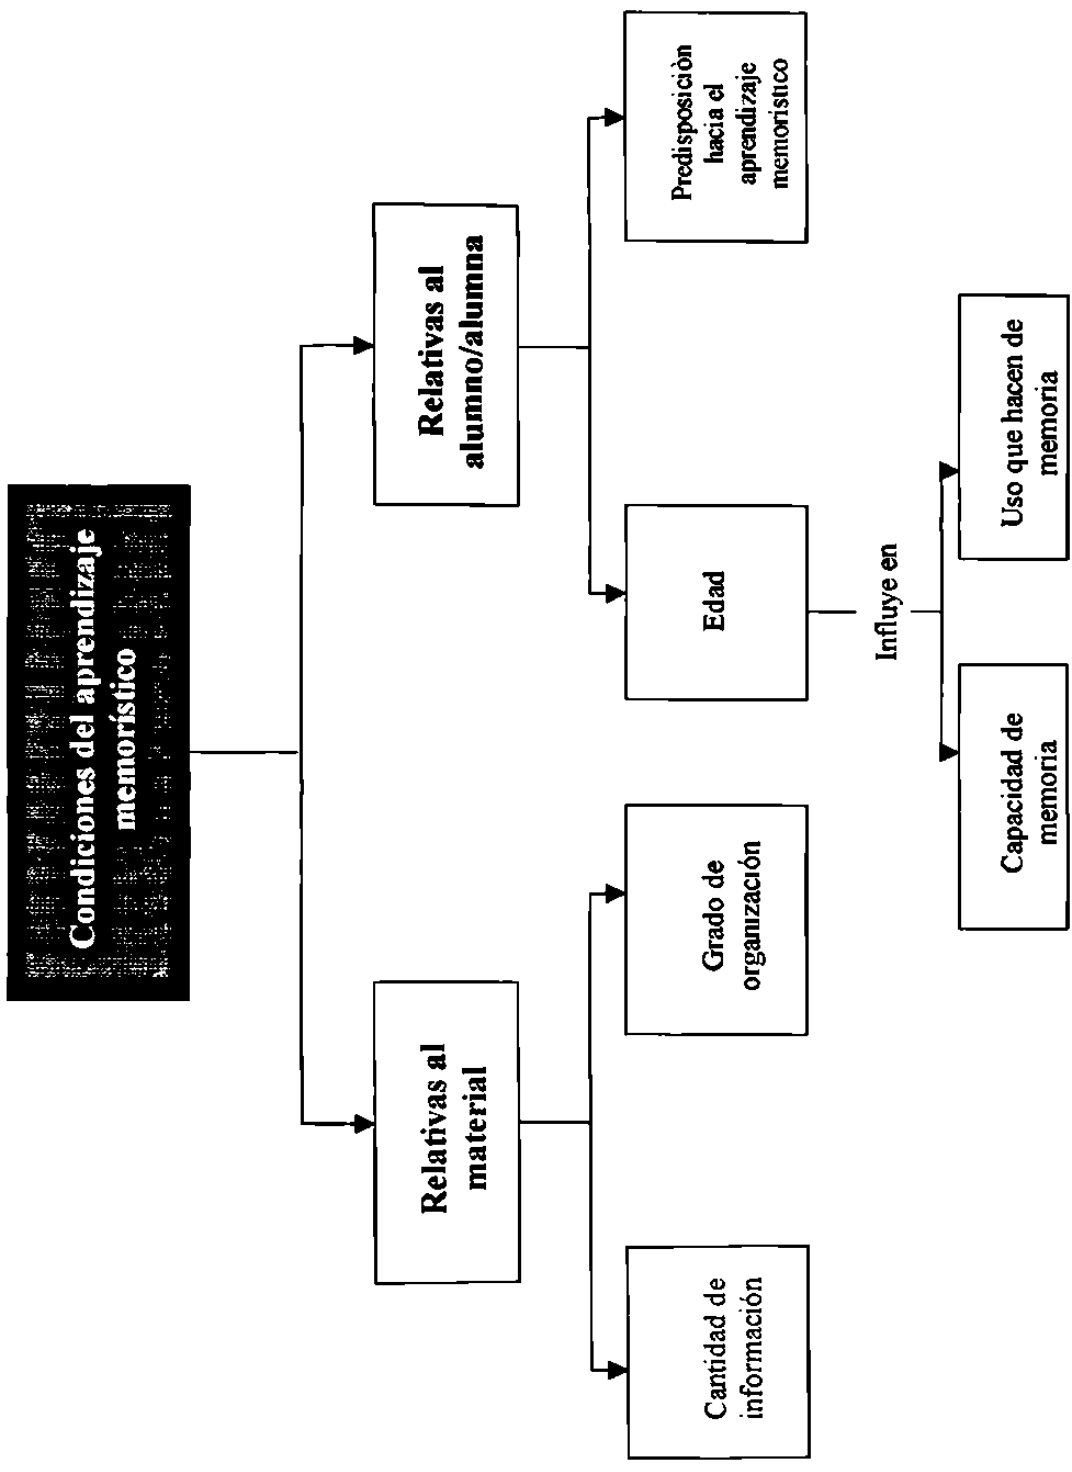 Condiciones del aprendizaje
memorístico
Relativas al
material
Relativas al
alumno/alumna
Cantidad de
información
Grado de
organización
Edad
Predisposición
hacia el
aprendizaje
memoristico
Influye en
Capacidad de
memoria
Uso que hacen de
memoria